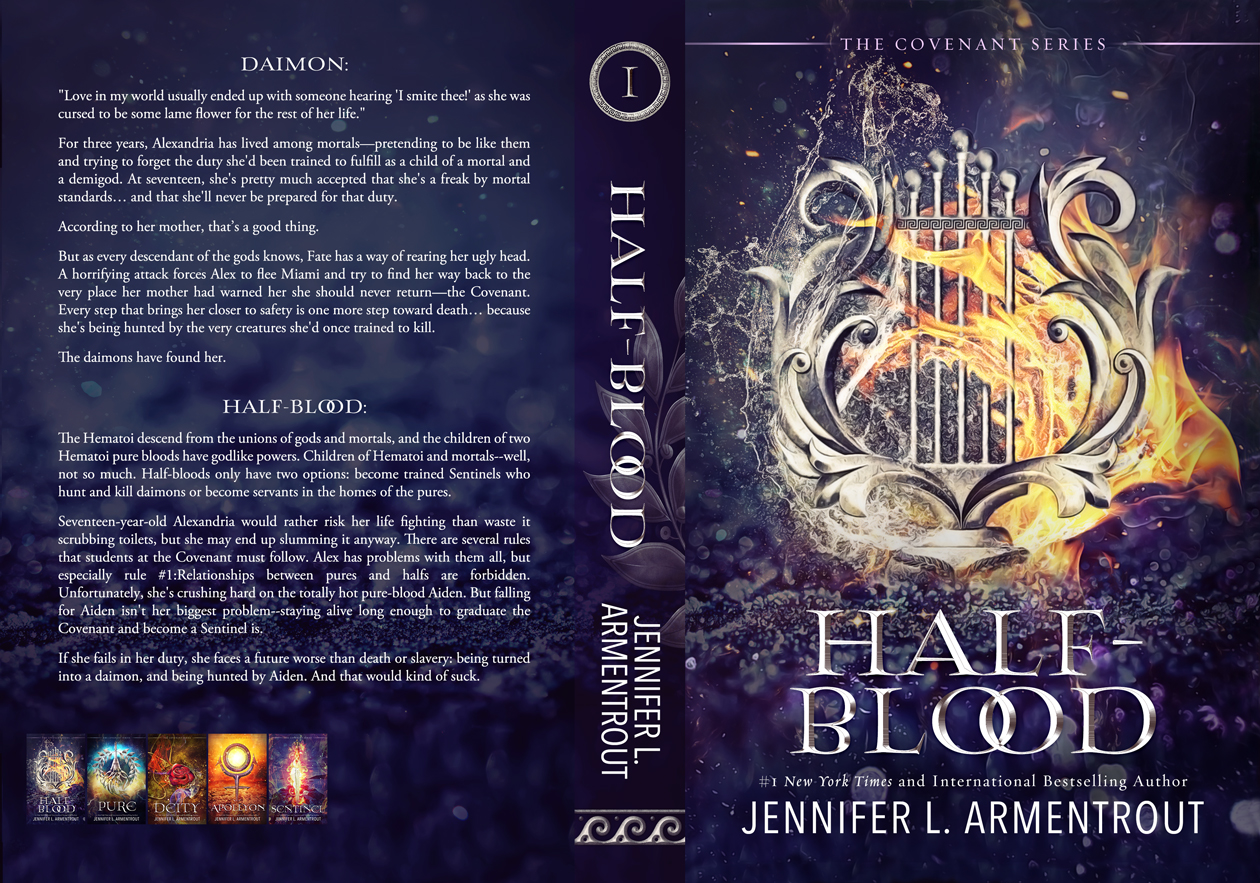 DAIMON:
"Love in my world usually ended up with someone hearing 'I smite thee!' as she was
cursed to be some lame flower for the rest of her life."
For three years, Alexandria has lived among mortals—pretending to be like them
and trying to forget the duty she'd been trained to fulfill as a child of a mortal and
a demigod. At seventeen, she's pretty much accepted that she's a freak by mortal
standards… and that she'll never be prepared for that duty.
According to her mother, that's a good thing.
But as every descendant of the gods knows, Fate has a way of rearing her ugly head.
A horrifying attack forces Alex to flee Miami and try to find her way back to the
very place her mother had warned her she should never return—the Covenant.
Every step that brings her closer to safety is one more step toward death… because
she's being hunted by the very creatures she'd once trained to kill.
The daimons have found her.
HALF-BLOOD:
The Hematoi descend from the unions of gods and mortals, and the children of two
Hematoi pure bloods have godlike powers. Children of Hematoi and mortals--well,
not so much. Half-bloods only have two options: become trained Sentinels who
hunt and kill daimons or become servants in the homes of the pures.
Seventeen-year-old Alexandria would rather risk her life fighting than waste it
scrubbing toilets, but she may end up slumming it anyway. There are several rules
that students at the Covenant must follow. Alex has problems with them all, but
especially rule #1:Relationships between pures and halfs are forbidden.
Unfortunately, she's crushing hard on the totally hot pure-blood Aiden. But falling
for Aiden isn't her biggest problem--staying alive long enough to graduate the
Covenant and become a Sentinel is.
If she fails in her duty, she faces a future worse than death or slavery: being turned
into a daimon, and being hunted by Aiden. And that would kind of suck.
HALF-
BLOOD
JENNIFER L. ARMENTROUT
PURE
JENNIFER L. ARMENTROUT
DEITY
JENNIFER L. ARMENTROUT
APOLLYON
JENNIFER L. ARMENTROUT
SENTINEL
JENNIFER L. ARMENTROUT
I
HALF-BLOOD
JENNIFER L.
ARMENTROUT
THE COVENANT SERIES
HALF-
BLOOD
#1 New York Times and International Bestselling Author
JENNIFER L. ARMENTROUT